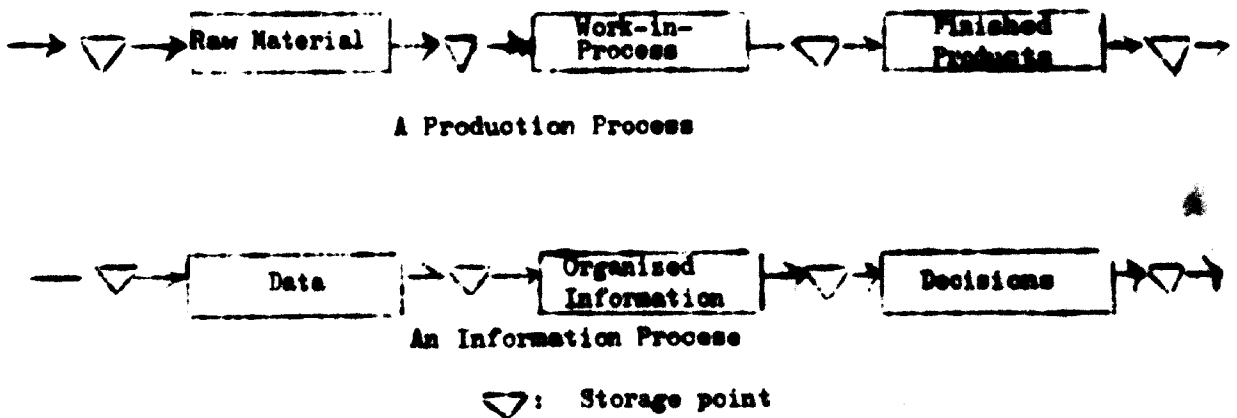 Raw Material
Work-in-
Process
Finished
Products
A Production Process
Data
Organized
Information
Decisions
An Information Process
: Storage point